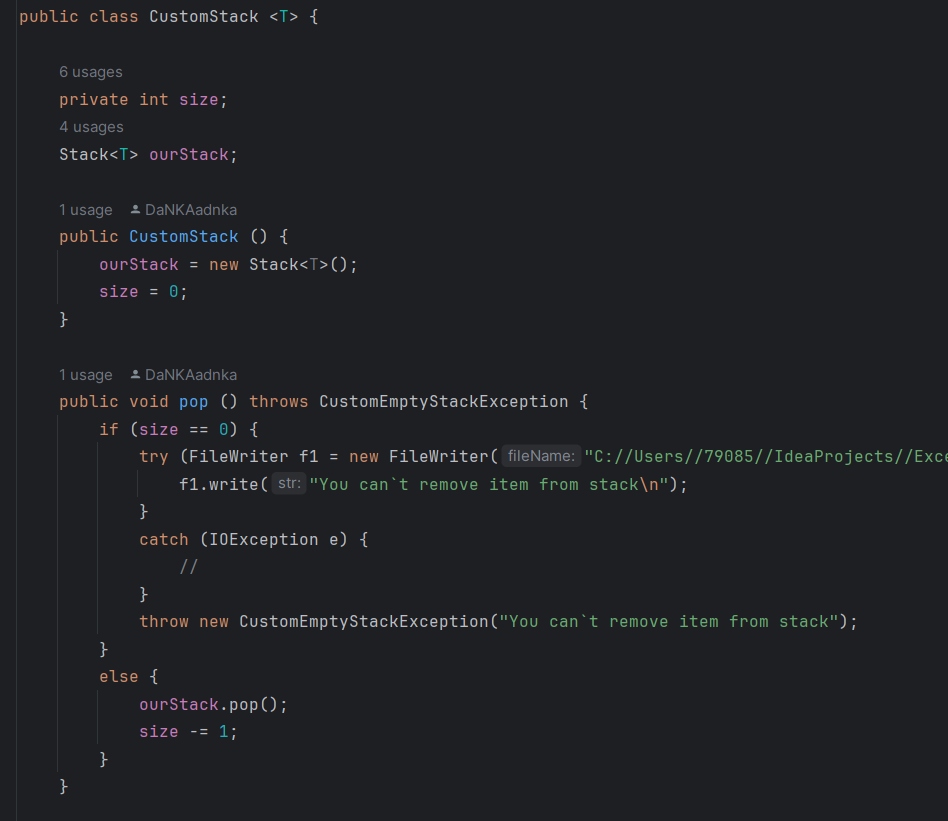 public class CustomStack <T> {
6 usages
private int size;
4 usages
Stack<T> ourStack;
1 usage DaNKAadnka
public CustomStack () {
ourStack = new Stack<T>();
size = 0;
}
1 usage DaNKAadnka
public void pop () throws CustomEmptyStackException {
if (size == 0) {
try (FileWriter f1 = new FileWriter( fileName: "C://Users//79085//IdeaProjects//Exce
f1.write( str: "You can`t remove item from stack\n");
}
catch (IOException e) {
//
}
throw new CustomEmptyStackException("You can`t remove item from stack");
}
else {
ourStack.pop();
size -= 1;
}
}